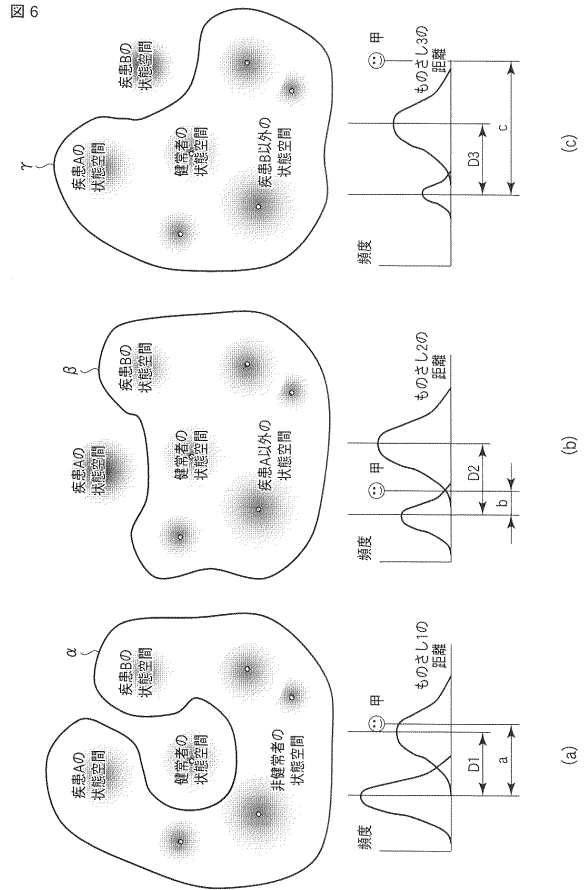 図 6
α
疾患Aの
状態空間
疾患Bの
状態空間
健常者の
状態空間
非健常者の
状態空間
頻度
甲
ものさし1の
距離
D1
a
(a)
β
疾患Aの
状態空間
疾患Bの
状態空間
健常者の
状態空間
疾患A以外の
状態空間
頻度
甲
ものさし2の
距離
D2
b
(b)
γ
疾患Aの
状態空間
疾患Bの
状態空間
健常者の
状態空間
疾患B以外の
状態空間
頻度
甲
ものさし3の
距離
D3
c
(c)